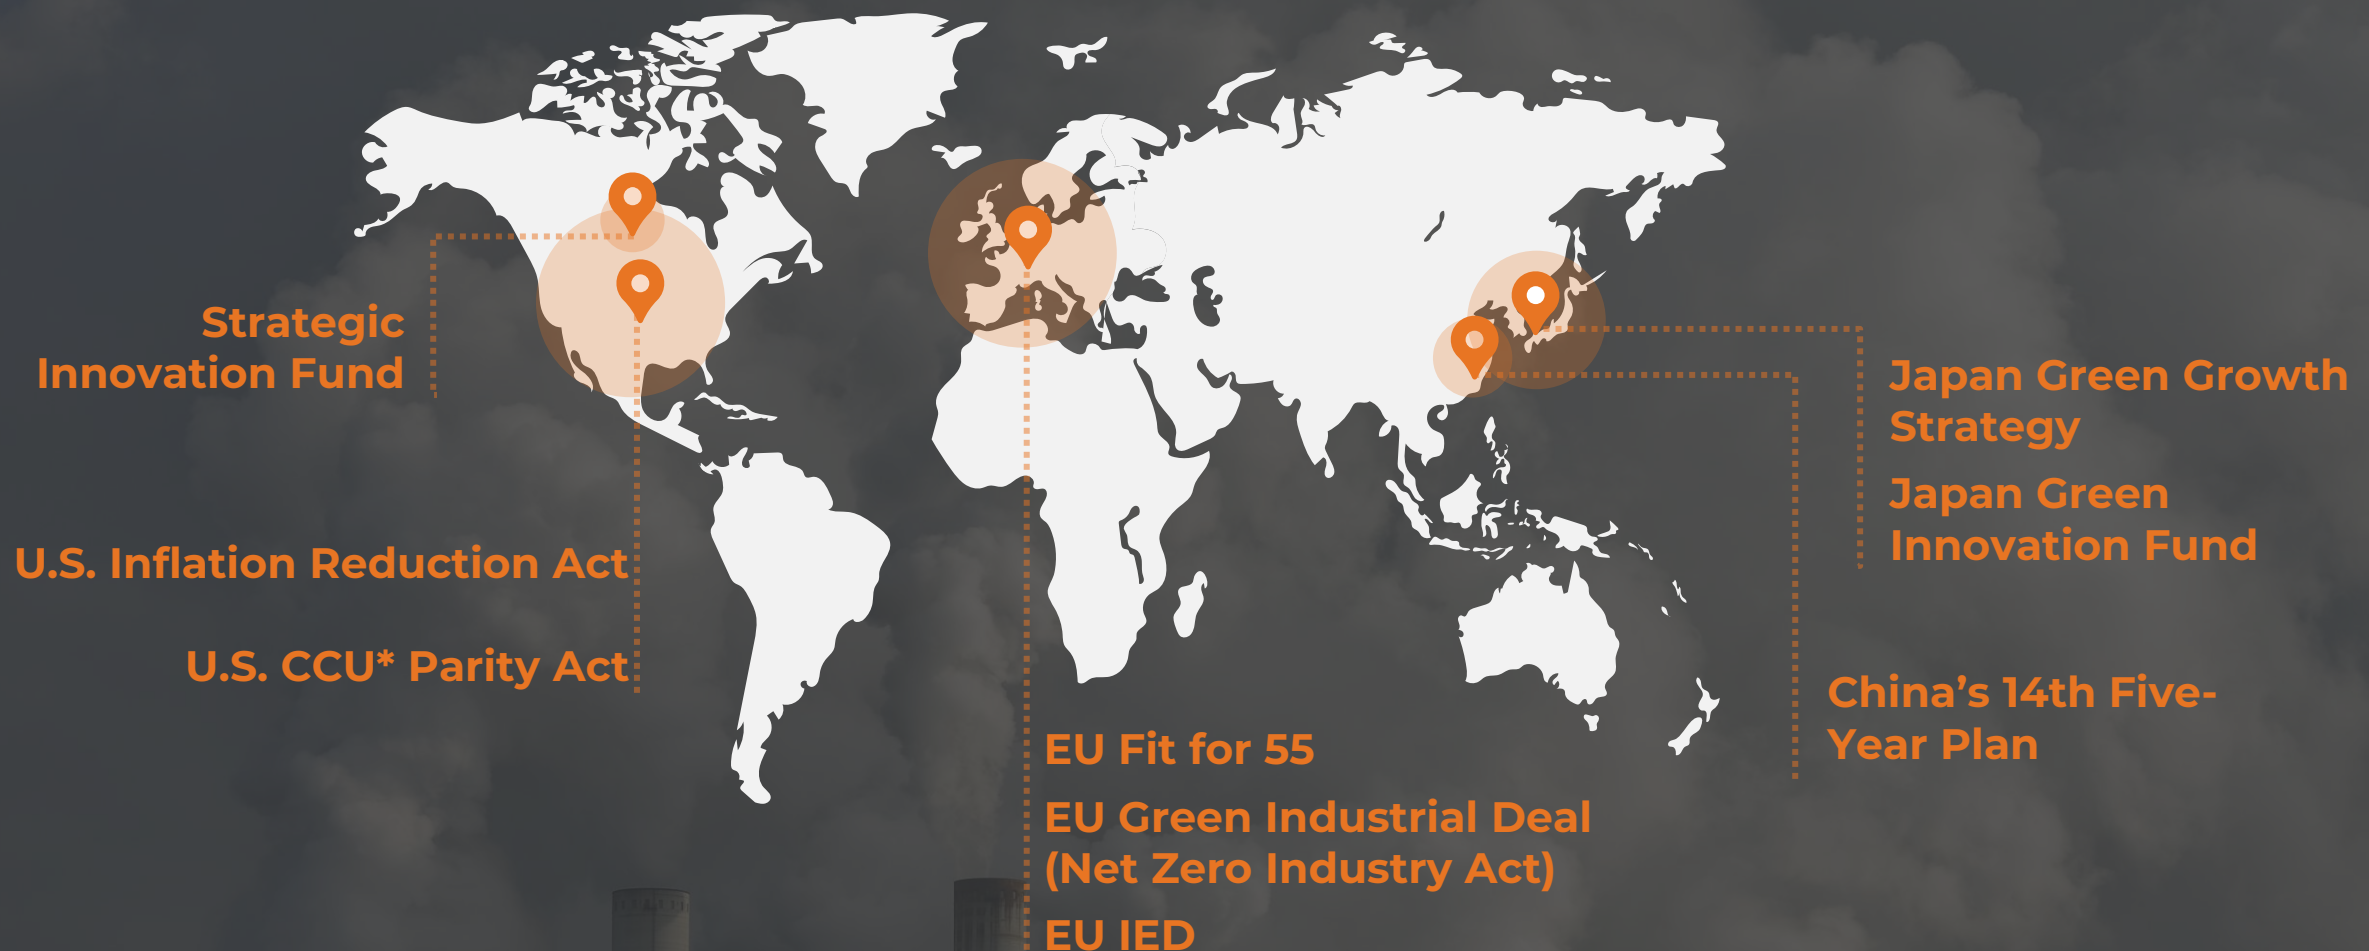 Strategic
Innovation Fund
U.S. Inflation Reduction Act
U.S. CCU* Parity Act
EU Fit for 55
EU Green Industrial Deal
(Net Zero Industry Act)
EU IED
Japan Green Growth
Strategy
Japan Green
Innovation Fund
China’s 14th Five-
Year Plan